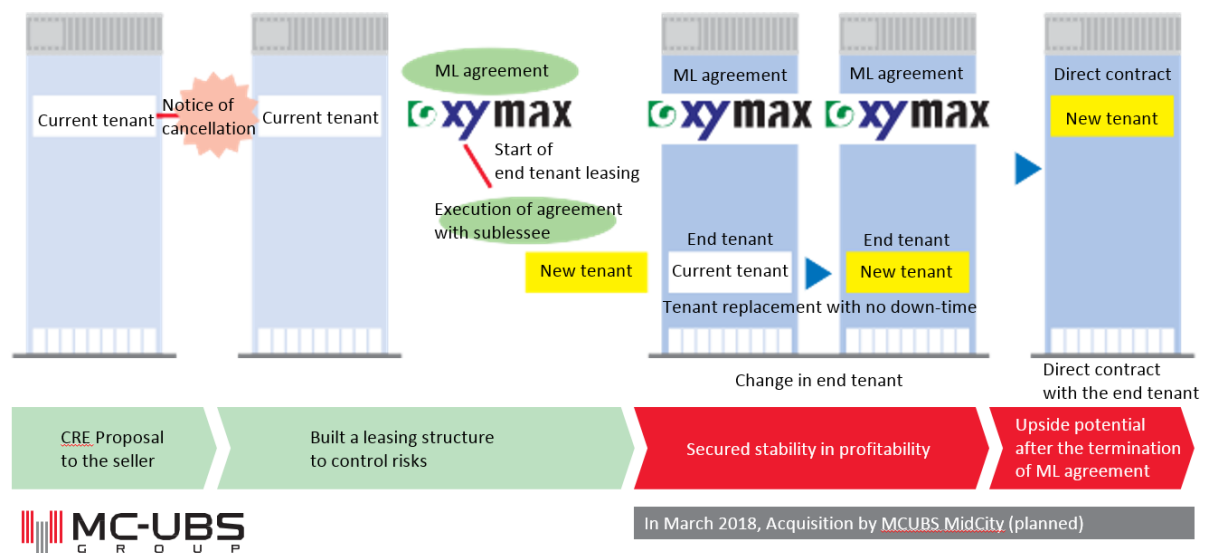 Current tenant
Notice of
cancellation
Current tenant
ML agreement
xymax
Start of
end tenant leasing
Execution of agreement
with sublessee
New tenant
ML agreement
xymax
End tenant
Current tenant
ML agreement
xymax
End tenant
New tenant
Tenant replacement with no down-time
Change in end tenant
Direct contract
New tenant
Direct contract
with the end tenant
CRE Proposal
to the seller
Built a leasing structure
to control risks
Secured stability in profitability
Upside potential
after the termination
of ML agreement
MC-UBS
GROUP
In March 2018, Acquisition by MCUBS MidCity (planned)